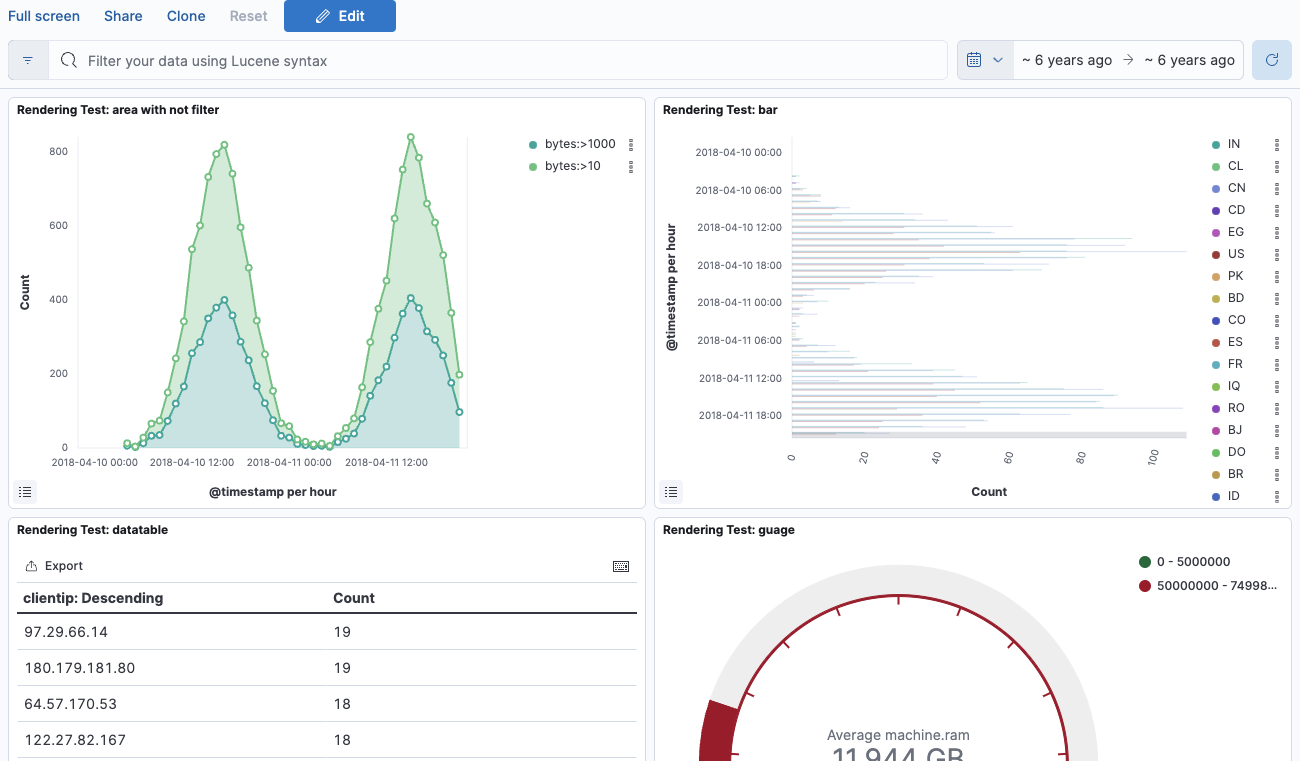 Full screen Share Clone Reset Edit
Filter your data using Lucene syntax ~ 6 years ago → ~ 6 years ago
Rendering Test: area with not filter
800
600
400
200
0
Count
2018-04-10 00:00 2018-04-10 12:00 2018-04-11 00:00 2018-04-11 12:00
@timestamp per hour
bytes:>1000
bytes:>10
Rendering Test: bar
2018-04-10 00:00
2018-04-10 06:00
2018-04-10 12:00
2018-04-10 18:00
2018-04-11 00:00
2018-04-11 06:00
2018-04-11 12:00
2018-04-11 18:00
@timestamp per hour
0 20 40 60 80 100
Count
IN
CL
CN
CD
EG
US
PK
BD
CO
ES
FR
IQ
RO
BJ
DO
BR
ID
Rendering Test: datatable
Export
clientip: Descending Count
97.29.66.14 19
180.179.181.80 19
64.57.170.53 18
122.27.82.167 18
Rendering Test: guage
0 - 5000000
50000000 - 74998...
Average machine.ram
11.944 GB